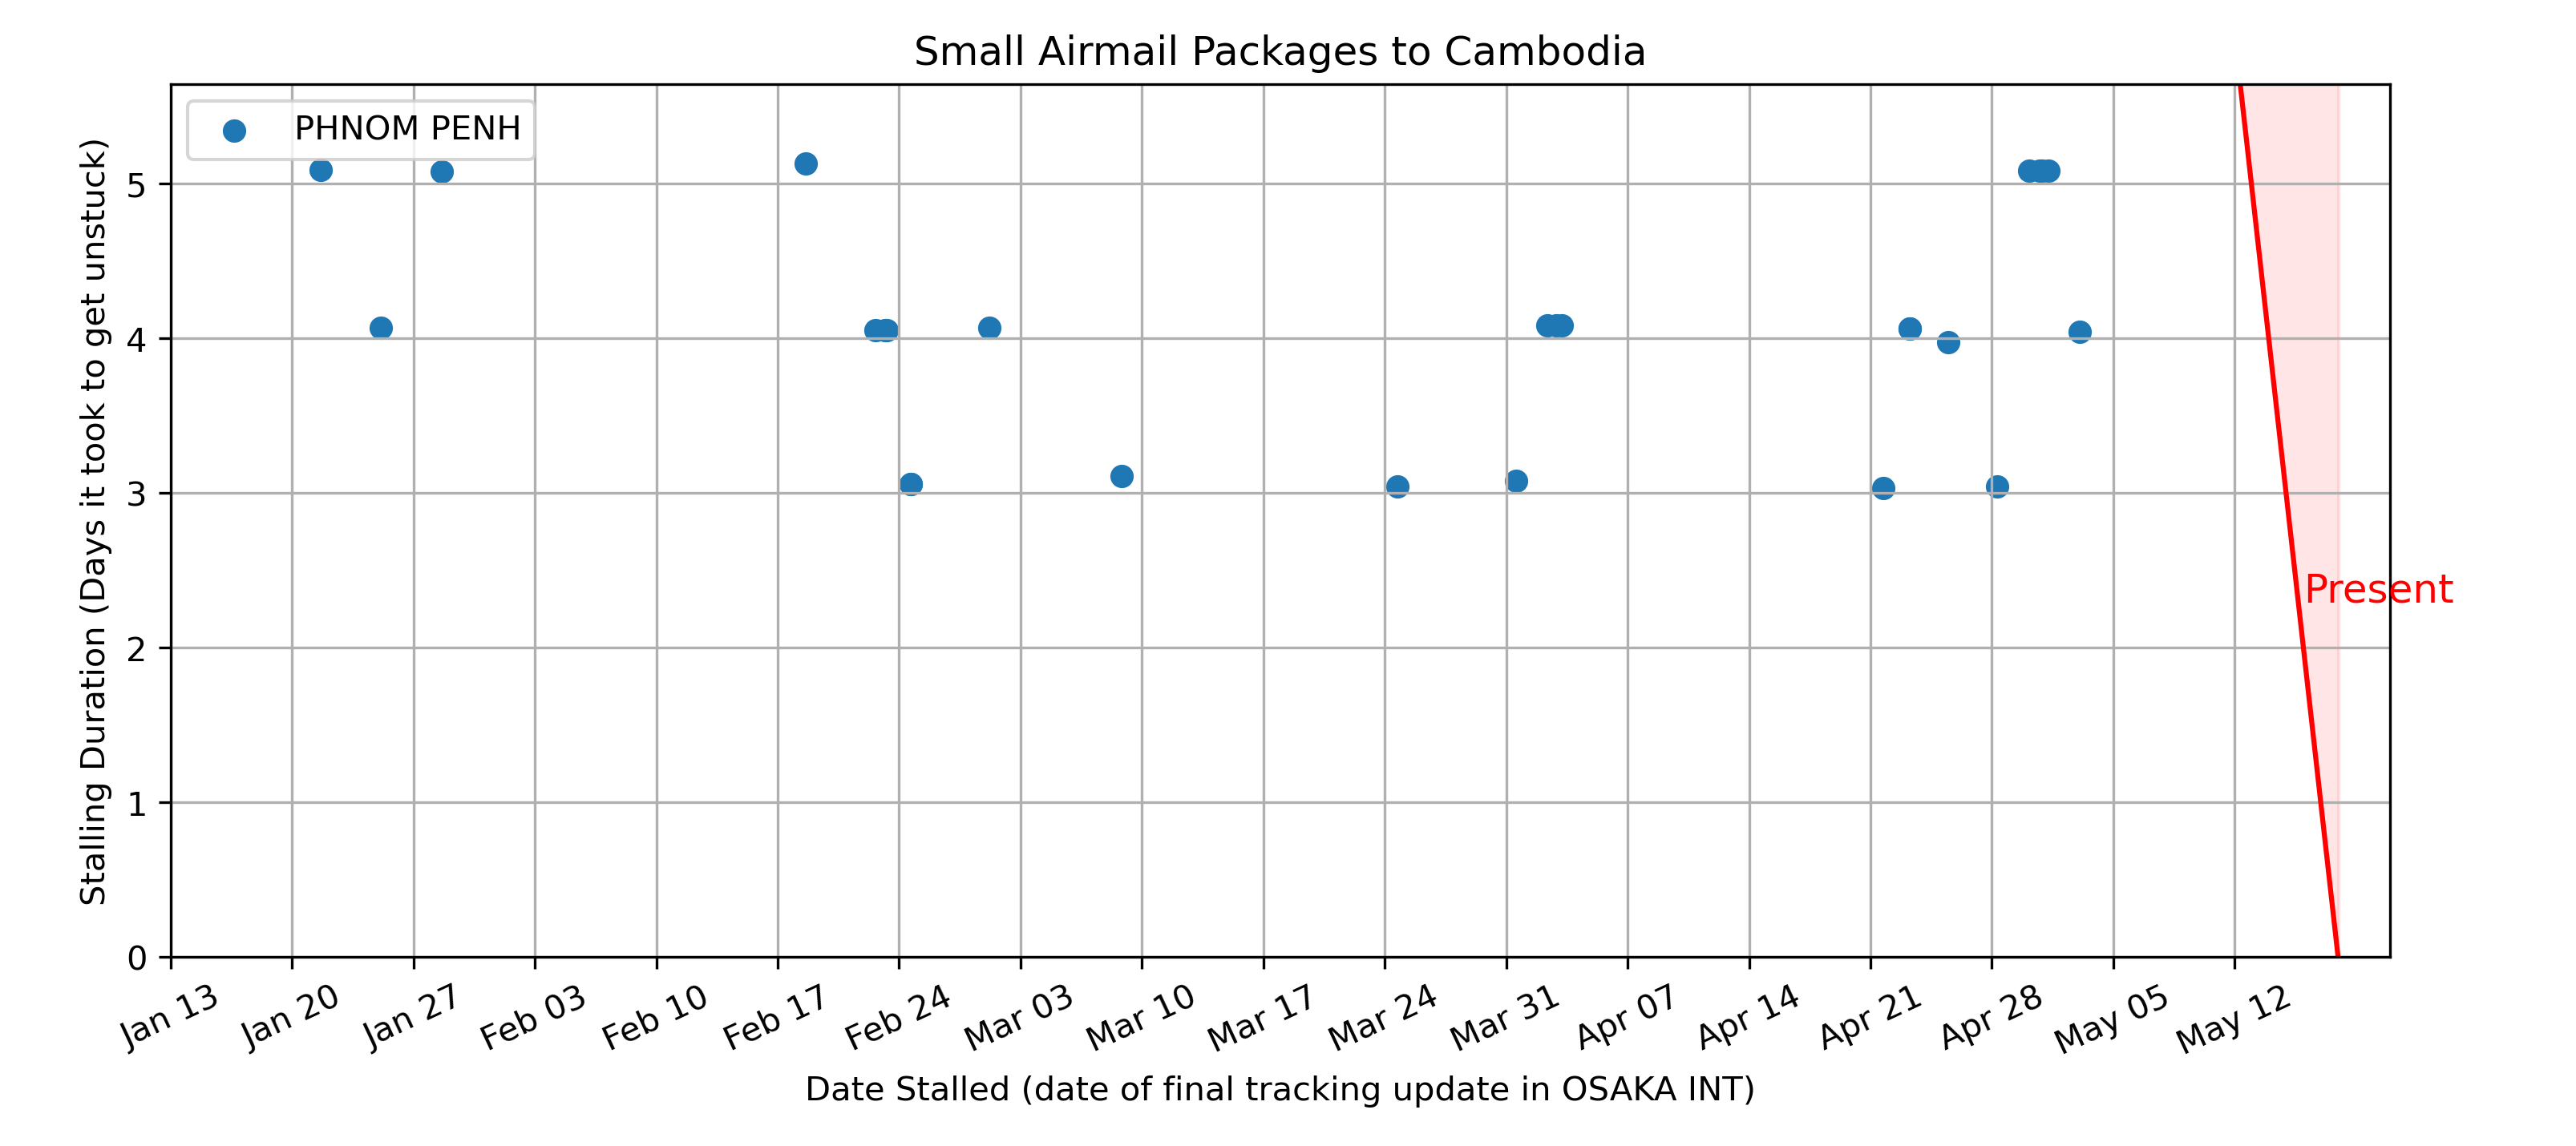 Small Airmail Packages to Cambodia
PHNOM PENH
Stalling Duration (Days it took to get unstuck)
5
4
3
2
1
0
Present
Jan 13
Jan 20
Jan 27
Feb 03
Feb 10
Feb 17
Feb 24
Mar 03
Mar 10
Mar 17
Mar 24
Mar 31
Apr 07
Apr 14
Apr 21
Apr 28
May 05
May 12
Date Stalled (date of final tracking update in OSAKA INT)